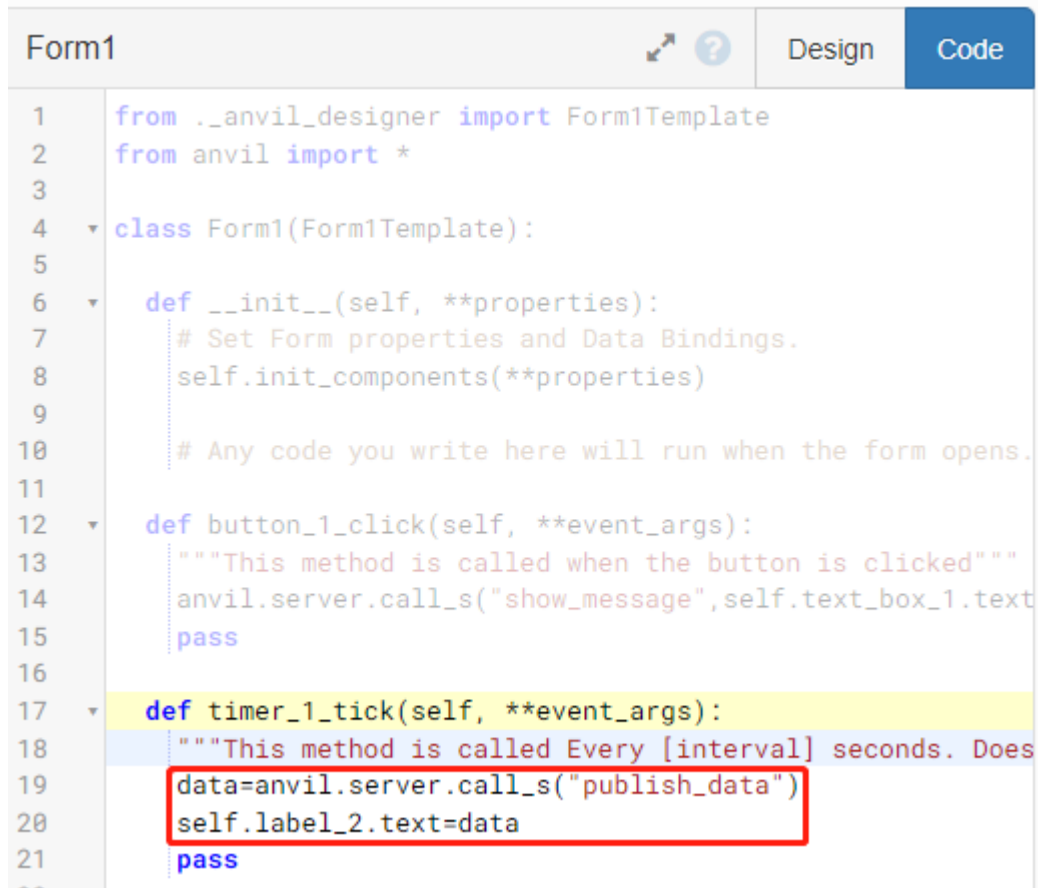 Form1 ? Design Code
1 from ._anvil_designer import Form1Template
2 from anvil import *
3
4 class Form1(Form1Template):
5
6 def __init__(self, **properties):
7 # Set Form properties and Data Bindings.
8 self.init_components(**properties)
9
10 # Any code you write here will run when the form opens.
11
12 def button_1_click(self, **event_args):
13 """This method is called when the button is clicked"""
14 anvil.server.call_s("show_message",self.text_box_1.text
15 pass
16
17 def timer_1_tick(self, **event_args):
18 """This method is called Every [interval] seconds. Does
19 data=anvil.server.call_s("publish_data")
20 self.label_2.text=data
21 pass